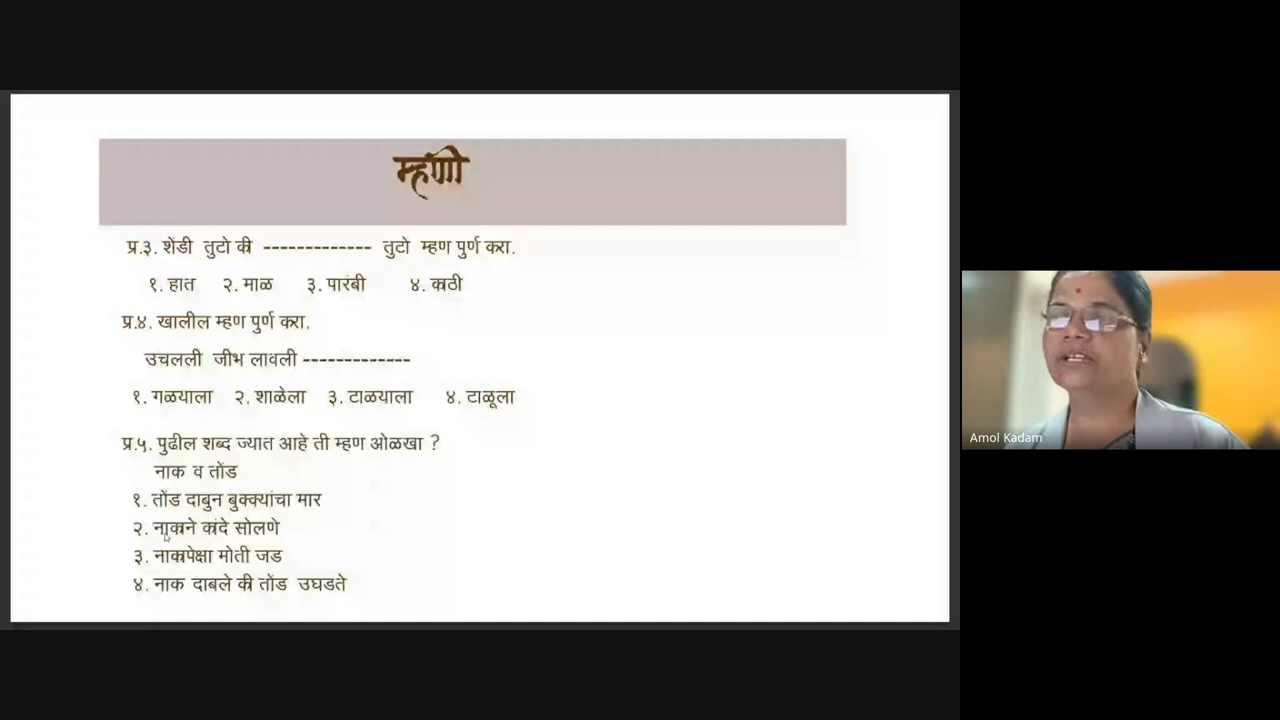 म्हणी
प्र.३. शेंडी तुटो की ------------- तुटो म्हण पुर्ण करा.
१. हात २. माळ ३. पारंबी ४. काठी
प्र.४. खालील म्हण पुर्ण करा.
उचलली जीभ लावली -------------
१. गळयाला २. शाळेला ३. टाळयाला ४. टाळूला
प्र.५. पुढील शब्द ज्यात आहे ती म्हण ओळखा ?
नाक व तोंड
१. तोंड दाबुन बुक्क्यांचा मार
२. नाकाने कांदे सोलणे
३. नाकापेक्षा मोती जड
४. नाक दाबले की तोंड उघडते
Amol Kadam